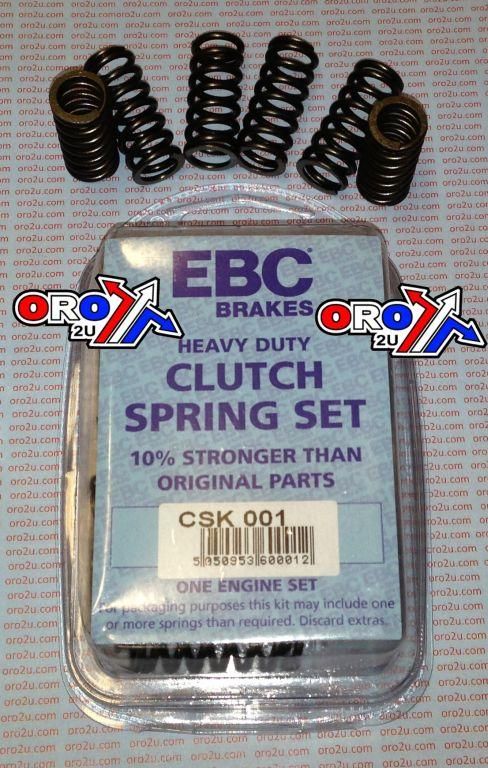 EBC
BRAKES
ORO
2U
ORO
2U
HEAVY DUTY
CLUTCH
SPRING SET
10% STRONGER THAN
ORIGINAL PARTS
CSK 001
5 050953 600012
ONE ENGINE SET
For packaging purposes this kit may include one
or more springs than required. Discard extras.
oro2u.com